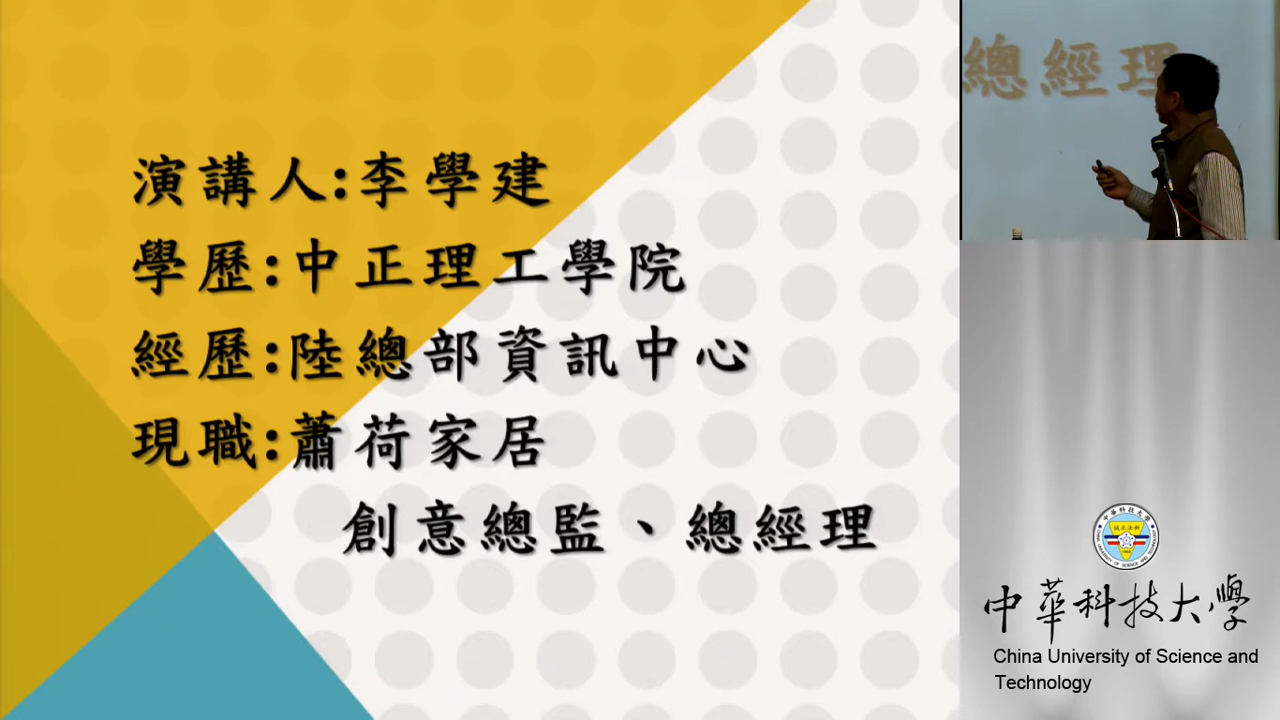 演講人:李學建
學歷:中正理工學院
經歷:陸總部資訊中心
現職:蕭荷家居
創意總監、總經理
總經理
中華科技大學
China University of Science and
Technology